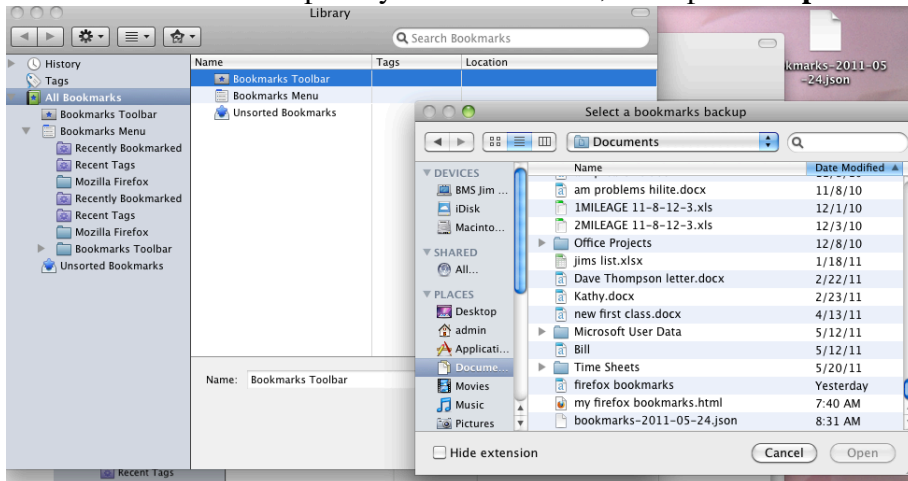 Library
Search Bookmarks
History
Tags
All Bookmarks
Bookmarks Toolbar
Bookmarks Menu
Recently Bookmarked
Recent Tags
Mozilla Firefox
Recently Bookmarked
Recent Tags
Mozilla Firefox
Bookmarks Toolbar
Unsorted Bookmarks
Name Tags Location
Bookmarks Toolbar
Bookmarks Menu
Unsorted Bookmarks
Name: Bookmarks Toolbar
Recent Tags
kmarks-2011-05
-24.json
Select a bookmarks backup
Documents
DEVICES
BMS Jim ...
iDisk
Macinto...
SHARED
All...
PLACES
Desktop
admin
Applicati...
Docume...
Movies
Music
Pictures
Name Date Modified
am problems hilite.docx 11/8/10
1MILEAGE 11-8-12-3.xls 12/1/10
2MILEAGE 11-8-12-3.xls 12/3/10
Office Projects 12/8/10
jims list.xlsx 1/18/11
Dave Thompson letter.docx 2/22/11
Kathy.docx 2/23/11
new first class.docx 4/13/11
Microsoft User Data 5/12/11
Bill 5/12/11
Time Sheets 5/20/11
firefox bookmarks Yesterday
my firefox bookmarks.html 7:40 AM
bookmarks-2011-05-24.json 8:31 AM
Hide extension
Cancel Open